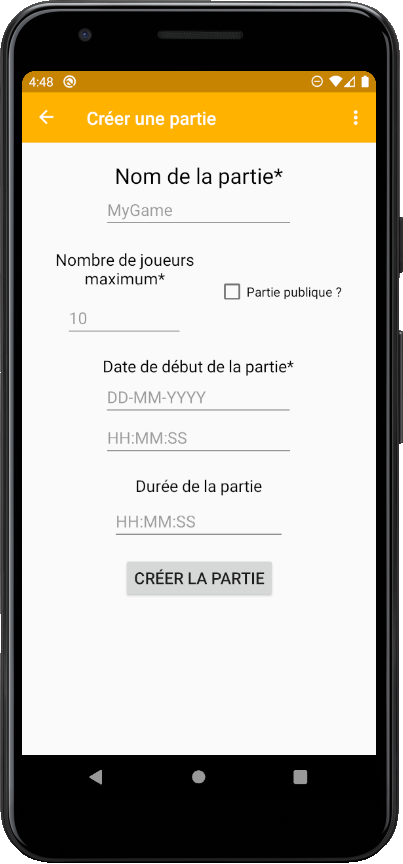 4:48
Créer une partie
Nom de la partie*
MyGame
Nombre de joueurs
maximum*
Partie publique ?
10
Date de début de la partie*
DD-MM-YYYY
HH:MM:SS
Durée de la partie
HH:MM:SS
CRÉER LA PARTIE